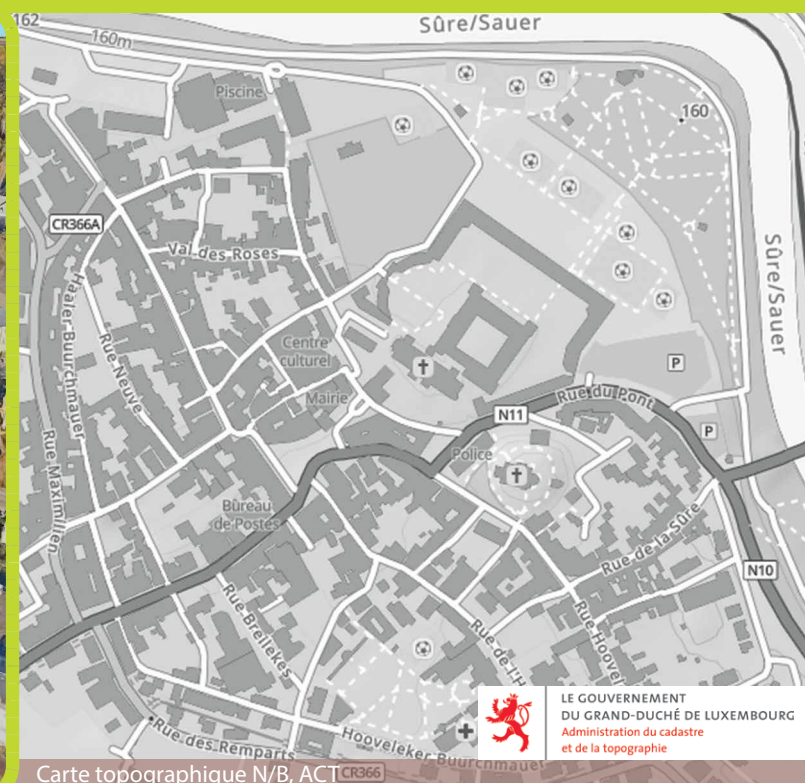 162
160m
Sûre/Sauer
Piscine
160
CR366A
Val des Roses
Sûre/Sauer
Haaler Buurchmauer
Rue Neuve
Centre
culturel
Mairie
P
Rue du Pont
N11
P
Rue Maximilien
Police
Bureau
de Postes
Rue de la Sûre
N10
Rue Breilekes
Rue Hoovel
Rue de l'H
Rue des Remparts
Hooveleker Buurchmauer
CR366
LE GOUVERNEMENT
DU GRAND-DUCHÉ DE LUXEMBOURG
Administration du cadastre
et de la topographie
Carte topographique N/B, ACT